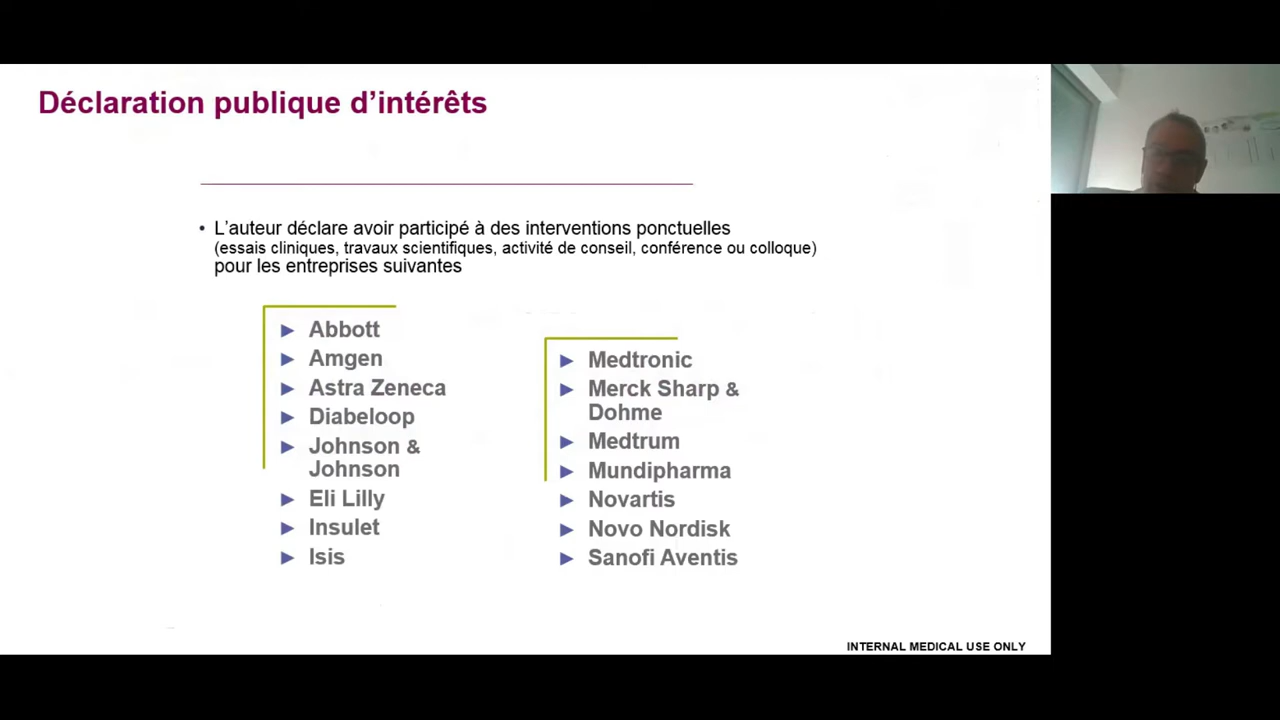 Déclaration publique d’intérêts
• L’auteur déclare avoir participé à des interventions ponctuelles
(essais cliniques, travaux scientifiques, activité de conseil, conférence ou colloque)
pour les entreprises suivantes
► Abbott
► Amgen
► Astra Zeneca
► Diabeloop
► Johnson &
Johnson
► Eli Lilly
► Insulet
► Isis
► Medtronic
► Merck Sharp &
Dohme
► Medtrum
► Mundipharma
► Novartis
► Novo Nordisk
► Sanofi Aventis
INTERNAL MEDICAL USE ONLY